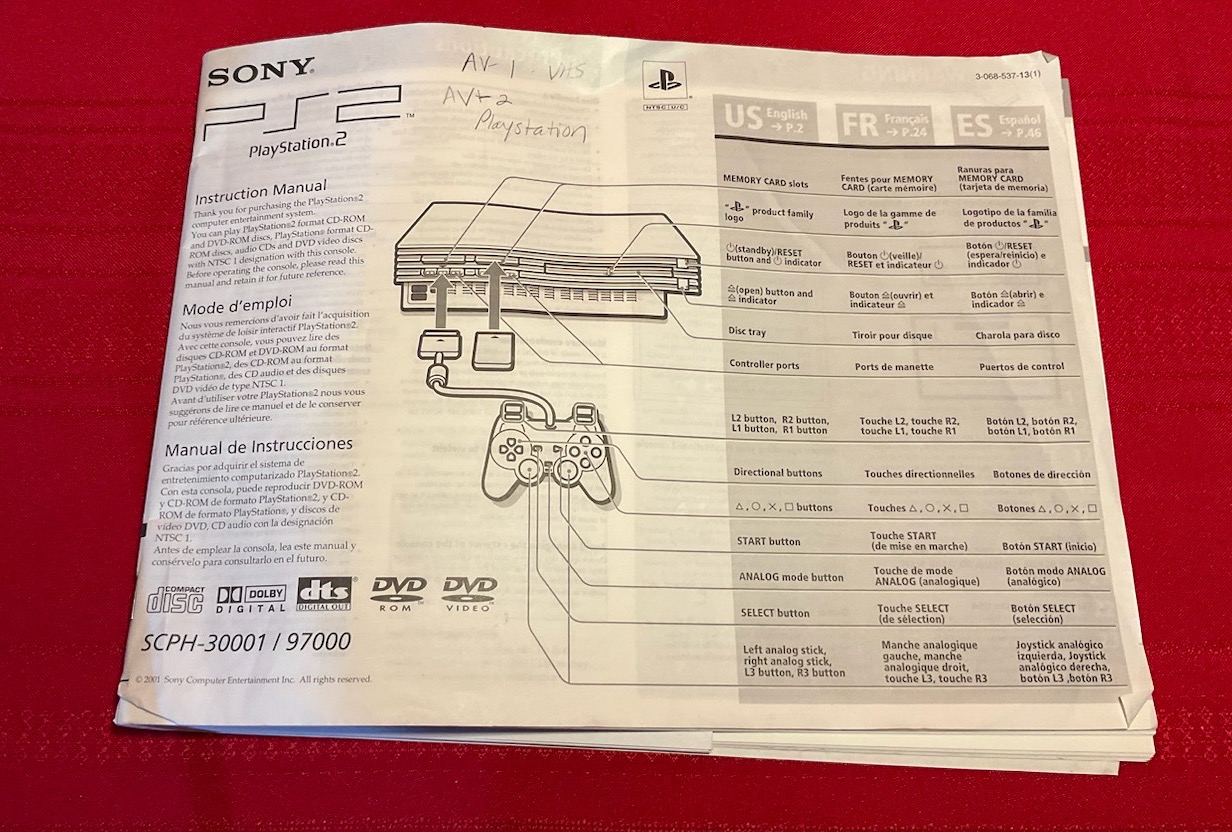 SONY®
PS2 ™
PlayStation®2
AV 1 VHS
AV 2
Playstation
NTSC U/C
3-068-537-13(1)
Instruction Manual
Thank you for purchasing the PlayStation®2
computer entertainment system.
You can play PlayStation®2 format CD-ROM
and DVD-ROM discs, PlayStation® format CD-
ROM discs, audio CDs and DVD video discs
with NTSC 1 designation with this console.
Before operating the console, please read this
manual and retain it for future reference.
Mode d'emploi
Nous vous remercions d'avoir fait l'acquisition
du système de loisir interactif PlayStation®2.
Avec cette console, vous pouvez lire des
disques CD-ROM et DVD-ROM au format
PlayStation®2, des CD-ROM au format
PlayStation®, des CD audio et des disques
DVD vidéo de type NTSC 1.
Avant d'utiliser votre PlayStation®2 nous vous
suggérons de lire ce manuel et de le conserver
pour référence ultérieure.
Manual de Instrucciones
Gracias por adquirir el sistema de
entretenimiento computarizado PlayStation®2.
Con esta consola, puede reproducir DVD-ROM
y CD-ROM de formato PlayStation®2, y CD-
ROM de formato PlayStation®, y discos de
vídeo DVD, CD audio con la designación
NTSC 1.
Antes de emplear la consola, lea este manual y
consérvelo para consultarlo en el futuro.
COMPACT disc
DOLBY DIGITAL
dts® DIGITAL OUT
DVD ROM™
DVD VIDEO™
SCPH-30001 / 97000
© 2001 Sony Computer Entertainment Inc. All rights reserved.
US English → P.2 FR Français → P.24 ES Español → P.46
MEMORY CARD slots
Fentes pour MEMORY
CARD (carte mémoire)
Ranuras para
MEMORY CARD
(tarjeta de memoria)
" " product family
logo
Logo de la gamme de
produits " "
Logotipo de la familia
de productos " "
⏻(standby)/RESET
button and ⏻ indicator
Bouton ⏻(veille)/
RESET et indicateur ⏻
Botón ⏻/RESET
(espera/reinicio) e
indicador ⏻
⏏(open) button and
⏏ indicator
Bouton ⏏(ouvrir) et
indicateur ⏏
Botón ⏏(abrir) e
indicador ⏏
Disc tray
Tiroir pour disque
Charola para disco
Controller ports
Ports de manette
Puertos de control
L2 button, R2 button,
L1 button, R1 button
Touche L2, touche R2,
touche L1, touche R1
Botón L2, botón R2,
botón L1, botón R1
Directional buttons
Touches directionnelles
Botones de dirección
△,○,×,□ buttons
Touches △,○,×,□
Botones △,○,×,□
START button
Touche START
(de mise en marche)
Botón START (inicio)
ANALOG mode button
Touche de mode
ANALOG (analogique)
Botón modo ANALOG
(analógico)
SELECT button
Touche SELECT
(de sélection)
Botón SELECT
(selección)
Left analog stick,
right analog stick,
L3 button, R3 button
Manche analogique
gauche, manche
analogique droit,
touche L3, touche R3
Joystick analógico
izquierda, Joystick
analógico derecha,
botón L3 ,botón R3